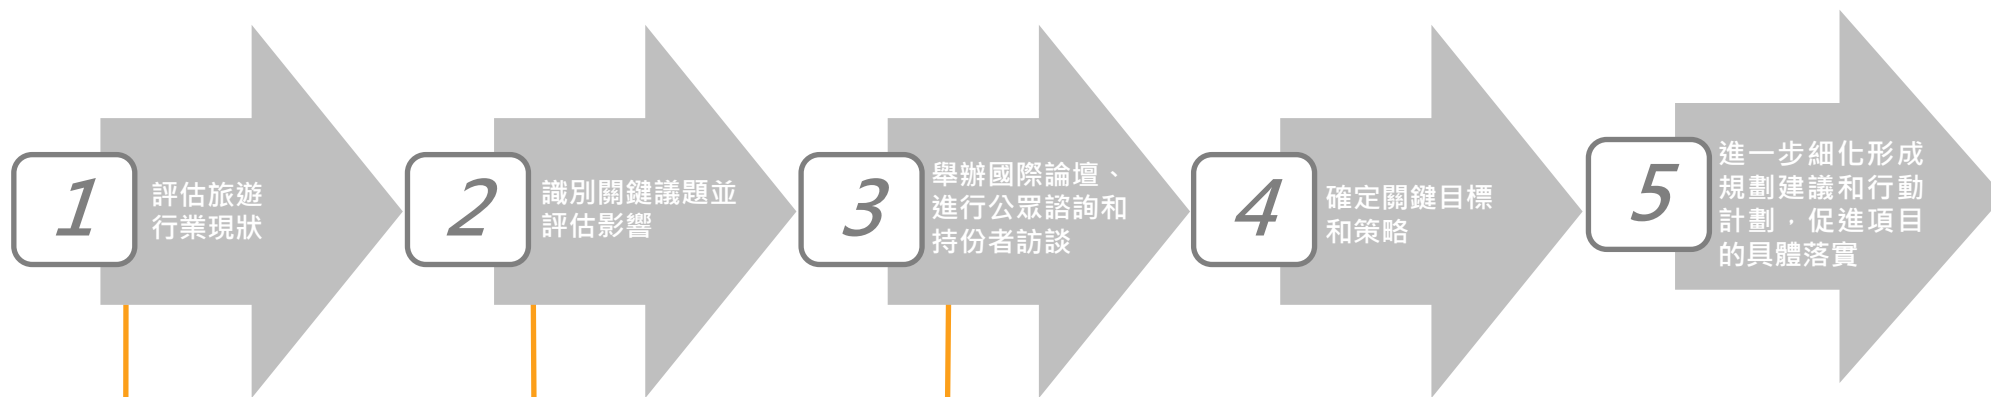 1
評估旅遊
行業現狀
2
識別關鍵議題並
評估影響
3
舉辦國際論壇、
進行公眾諮詢和
持份者訪談
4
確定關鍵目標
和策略
5
進一步細化形成
規劃建議和行動
計劃，促進項目
的具體落實